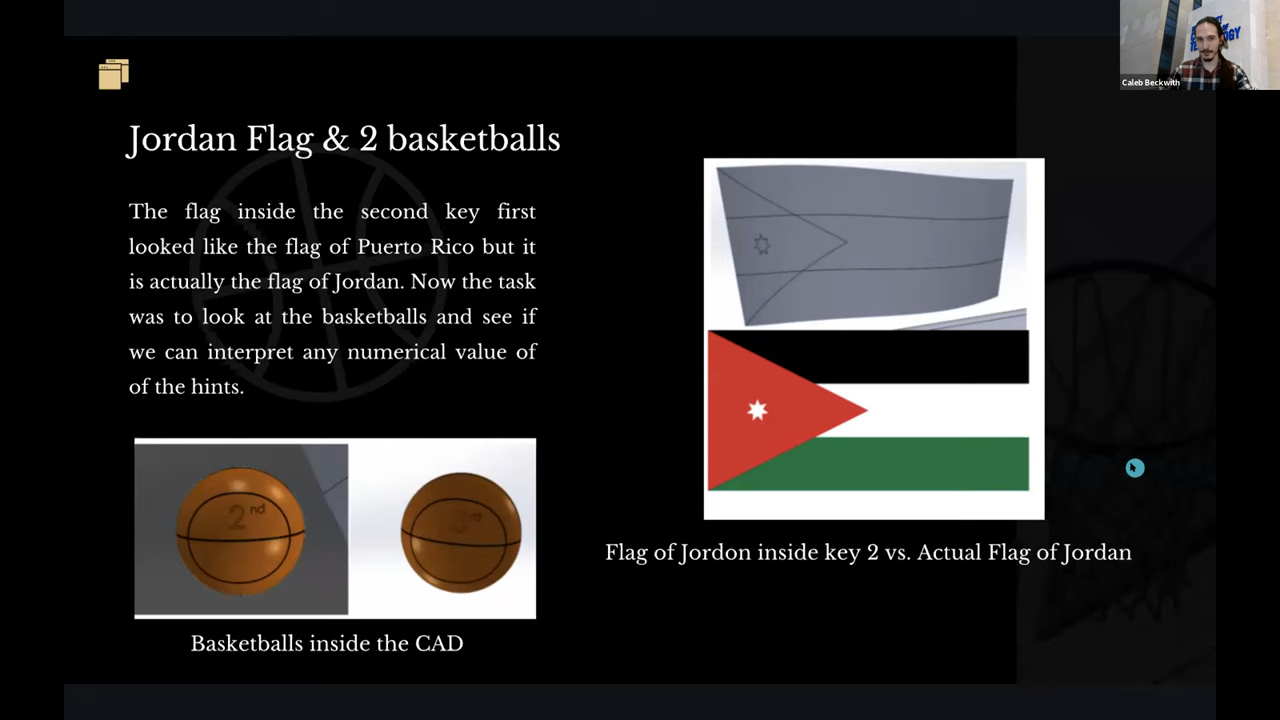 Jordan Flag & 2 basketballs
The flag inside the second key first
looked like the flag of Puerto Rico but it
is actually the flag of Jordan. Now the task
was to look at the basketballs and see if
we can interpret any numerical value of
of the hints.
2nd
3rd
Basketballs inside the CAD
Flag of Jordon inside key 2 vs. Actual Flag of Jordan
Caleb Beckwith